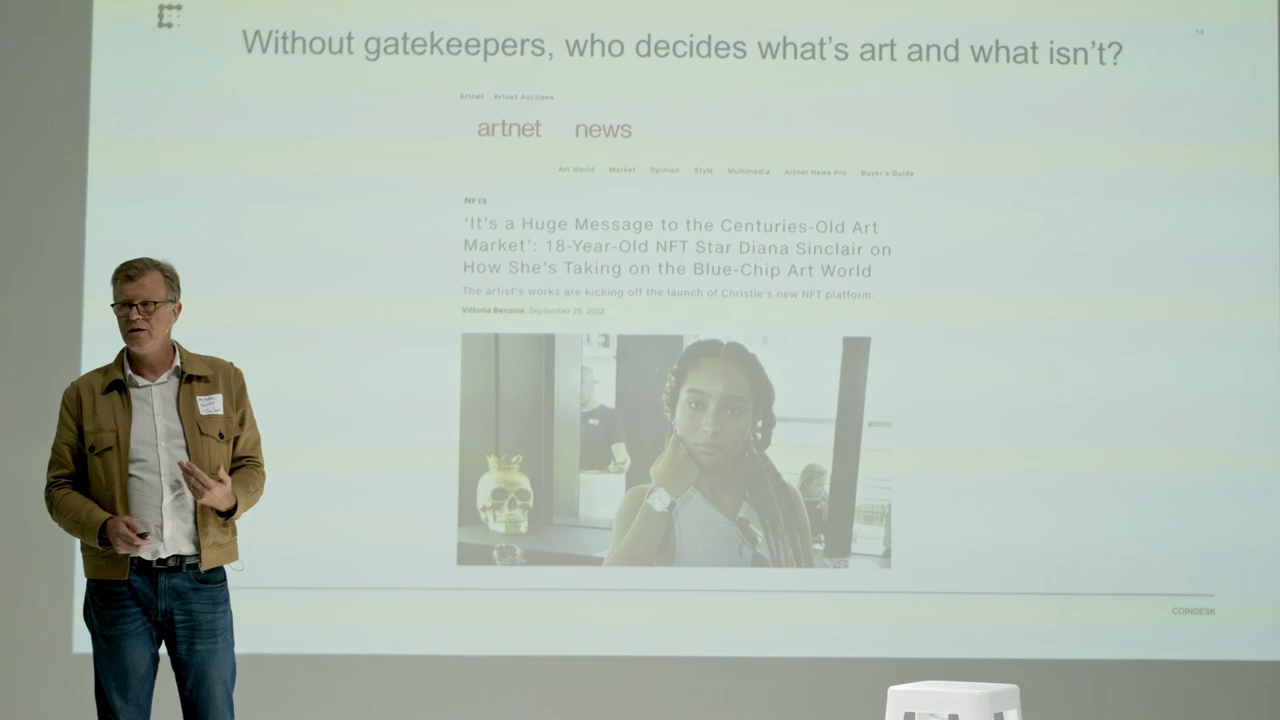 Without gatekeepers, who decides what's art and what isn't?
14
Artnet Artnet Auctions
artnet news
Art World Market Opinion Style Multimedia Artnet News Pro Buyer's Guide
NFTS
‘It's a Huge Message to the Centuries-Old Art
Market’: 18-Year-Old NFT Star Diana Sinclair on
How She's Taking on the Blue-Chip Art World
The artist's works are kicking off the launch of Christie's new NFT platform.
Vittoria Benzine, September 29, 2022
COINDESK